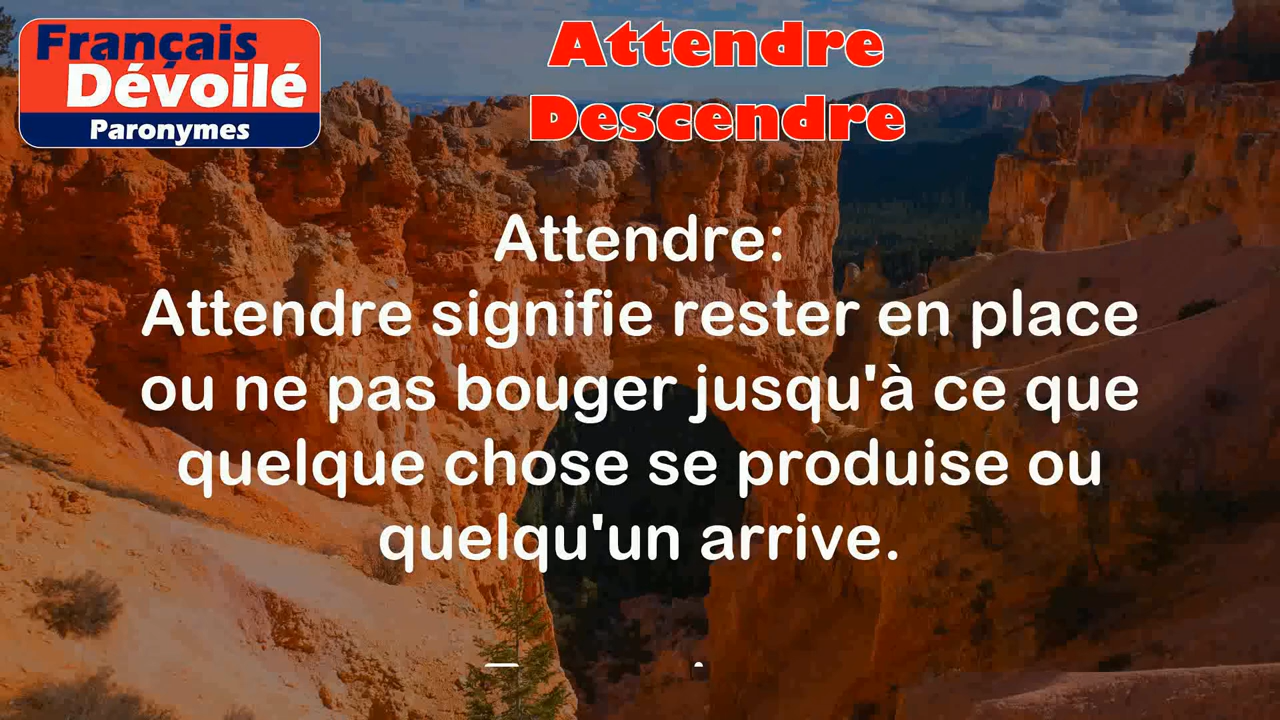 Français
Dévoilé
Paronymes
Attendre
Descendre
Attendre:
Attendre signifie rester en place
ou ne pas bouger jusqu'à ce que
quelque chose se produise ou
quelqu'un arrive.